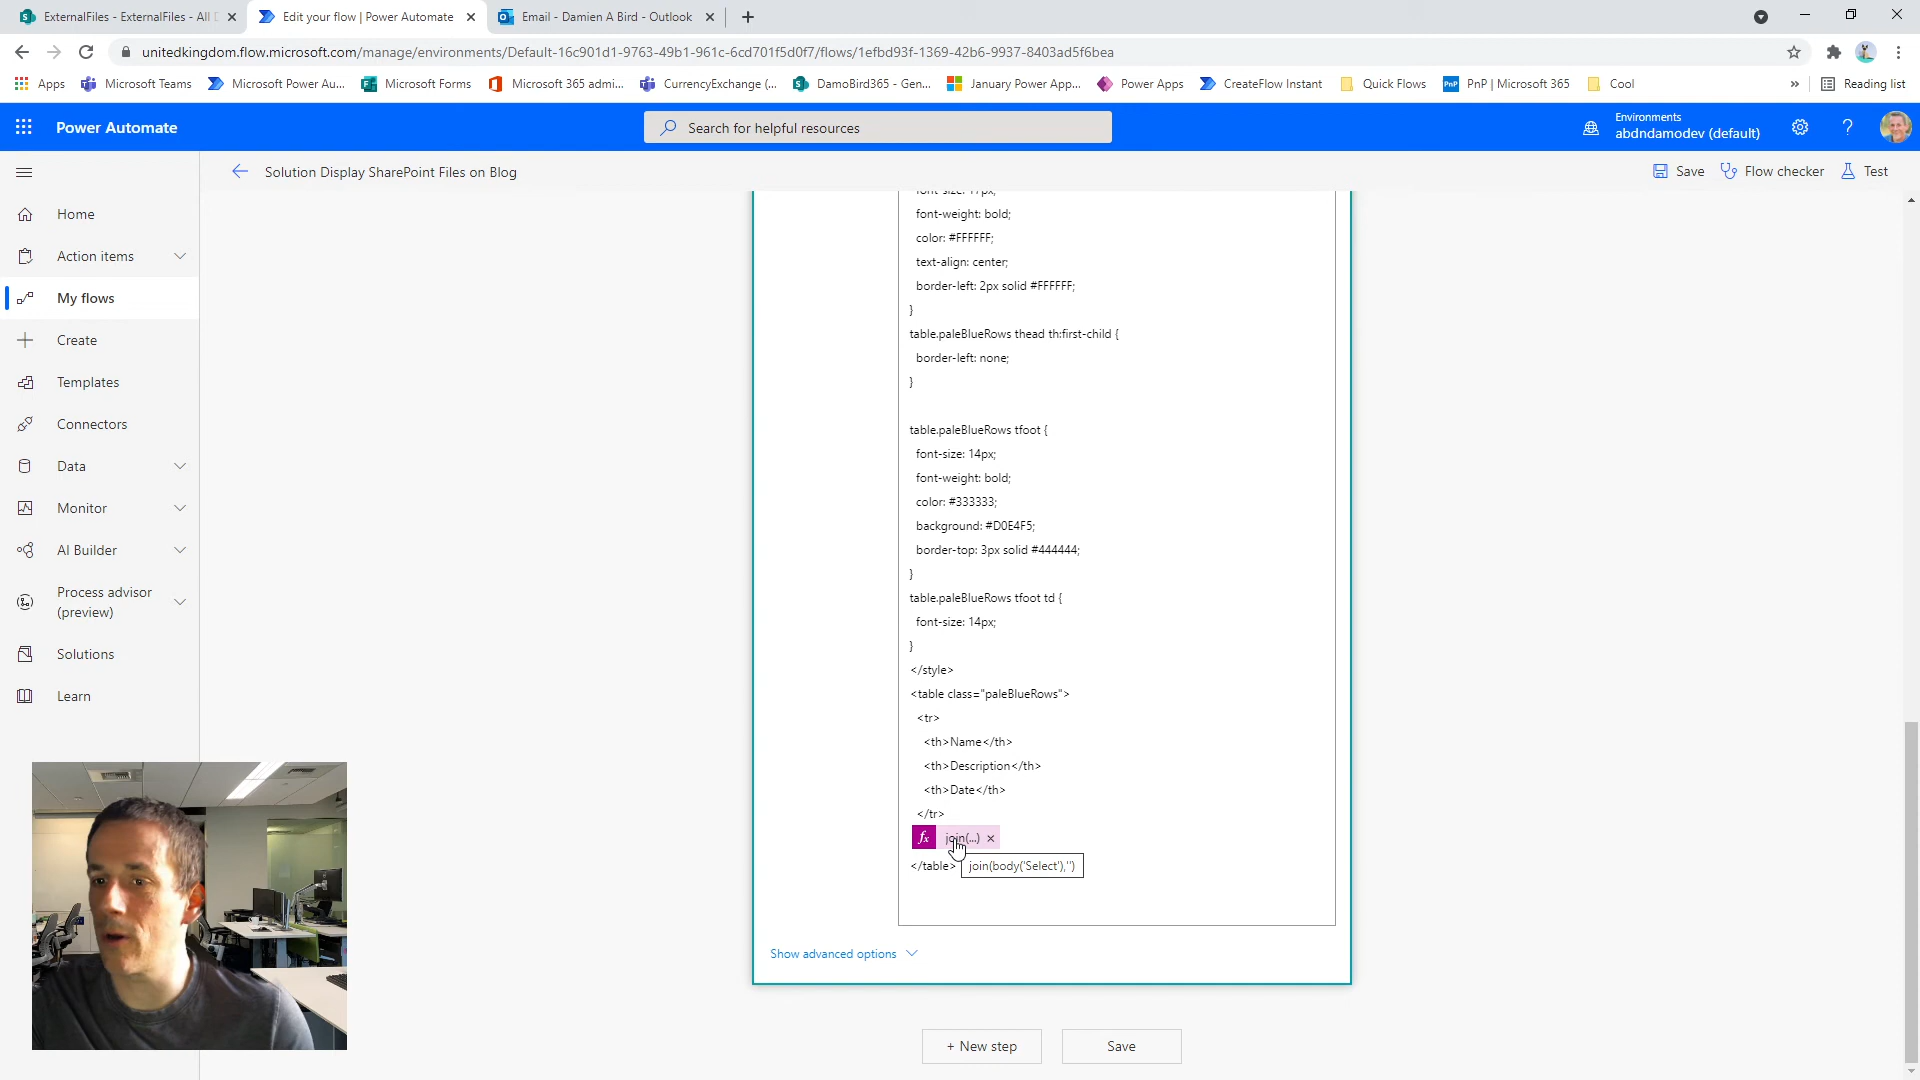 ExternalFiles - ExternalFiles - All D
Edit your flow | Power Automate
Email - Damien A Bird - Outlook
unitedkingdom.flow.microsoft.com/manage/environments/Default-16c901d1-9763-49b1-961c-6cd701f5d0f7/flows/1efbd93f-1369-42b6-9937-8403ad5f6bea
Apps
Microsoft Teams
Microsoft Power Au...
Microsoft Forms
Microsoft 365 admi...
CurrencyExchange (...
DamoBird365 - Gen...
January Power App...
Power Apps
CreateFlow Instant
Quick Flows
PnP | Microsoft 365
Cool
»
Reading list
Power Automate
Search for helpful resources
Environments
abdndamodev (default)
Solution Display SharePoint Files on Blog
Save
Flow checker
Test
Home
Action items
My flows
Create
Templates
Connectors
Data
Monitor
AI Builder
Process advisor
(preview)
Solutions
Learn
font-size: 17px;
font-weight: bold;
color: #FFFFFF;
text-align: center;
border-left: 2px solid #FFFFFF;
}
table.paleBlueRows thead th:first-child {
border-left: none;
}
table.paleBlueRows tfoot {
font-size: 14px;
font-weight: bold;
color: #333333;
background: #D0E4F5;
border-top: 3px solid #444444;
}
table.paleBlueRows tfoot td {
font-size: 14px;
}
</style>
<table class="paleBlueRows">
<tr>
<th>Name</th>
<th>Description</th>
<th>Date</th>
</tr>
fx join(...) ×
</table>
join(body('Select'),'')
Show advanced options
+ New step
Save